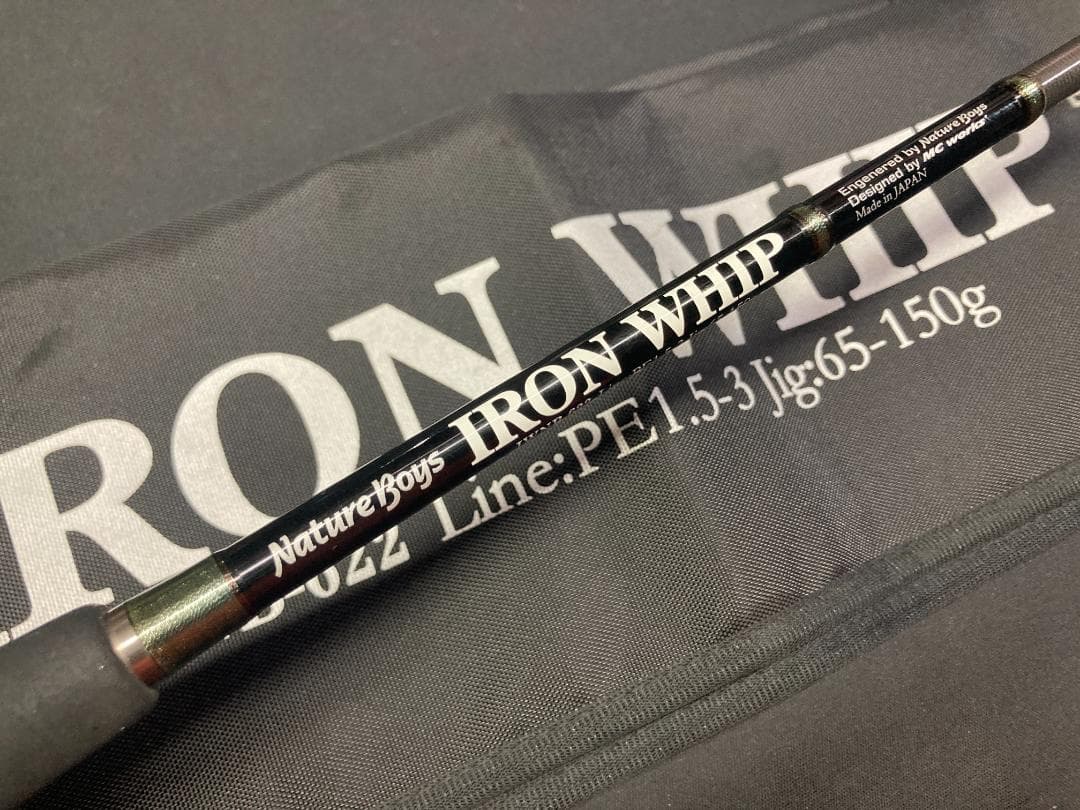 IRON WHIP
-622 Line:PE1.5-3 Jig:65-150g
NatureBoys IRON WHIP
Engenered by NatureBoys
Designed by MC works'
Made in JAPAN